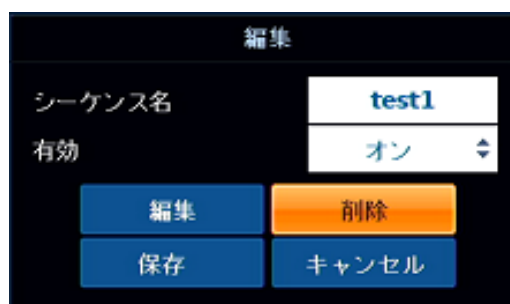 編集
シーケンス名 test1
有効 オン
編集 削除
保存 キャンセル